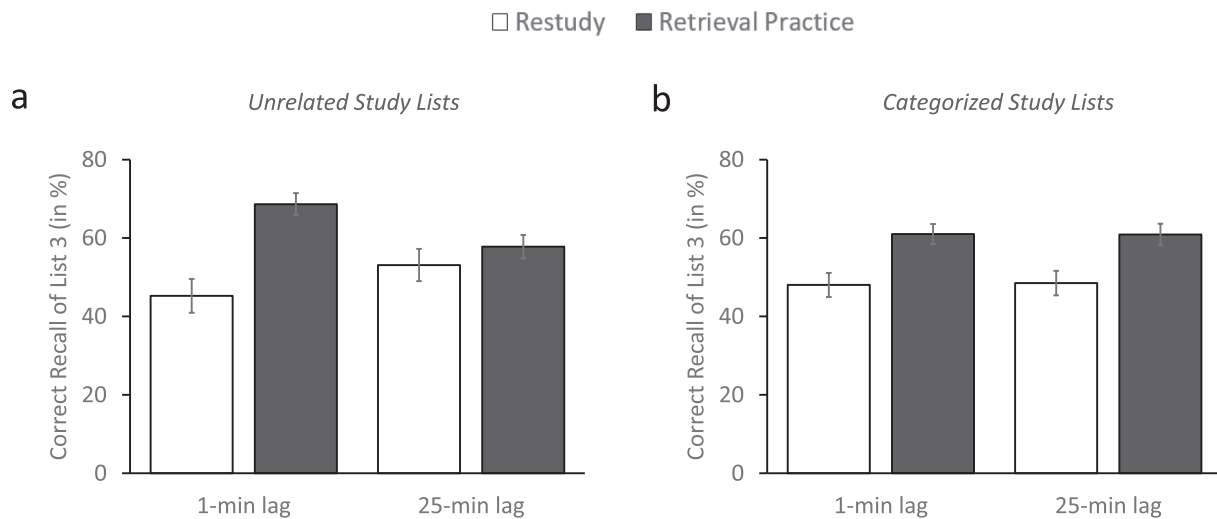 Restudy Retrieval Practice
a Unrelated Study Lists
Correct Recall of List 3 (in %)
80
60
40
20
0
1-min lag 25-min lag
b Categorized Study Lists
Correct Recall of List 3 (in %)
80
60
40
20
0
1-min lag 25-min lag